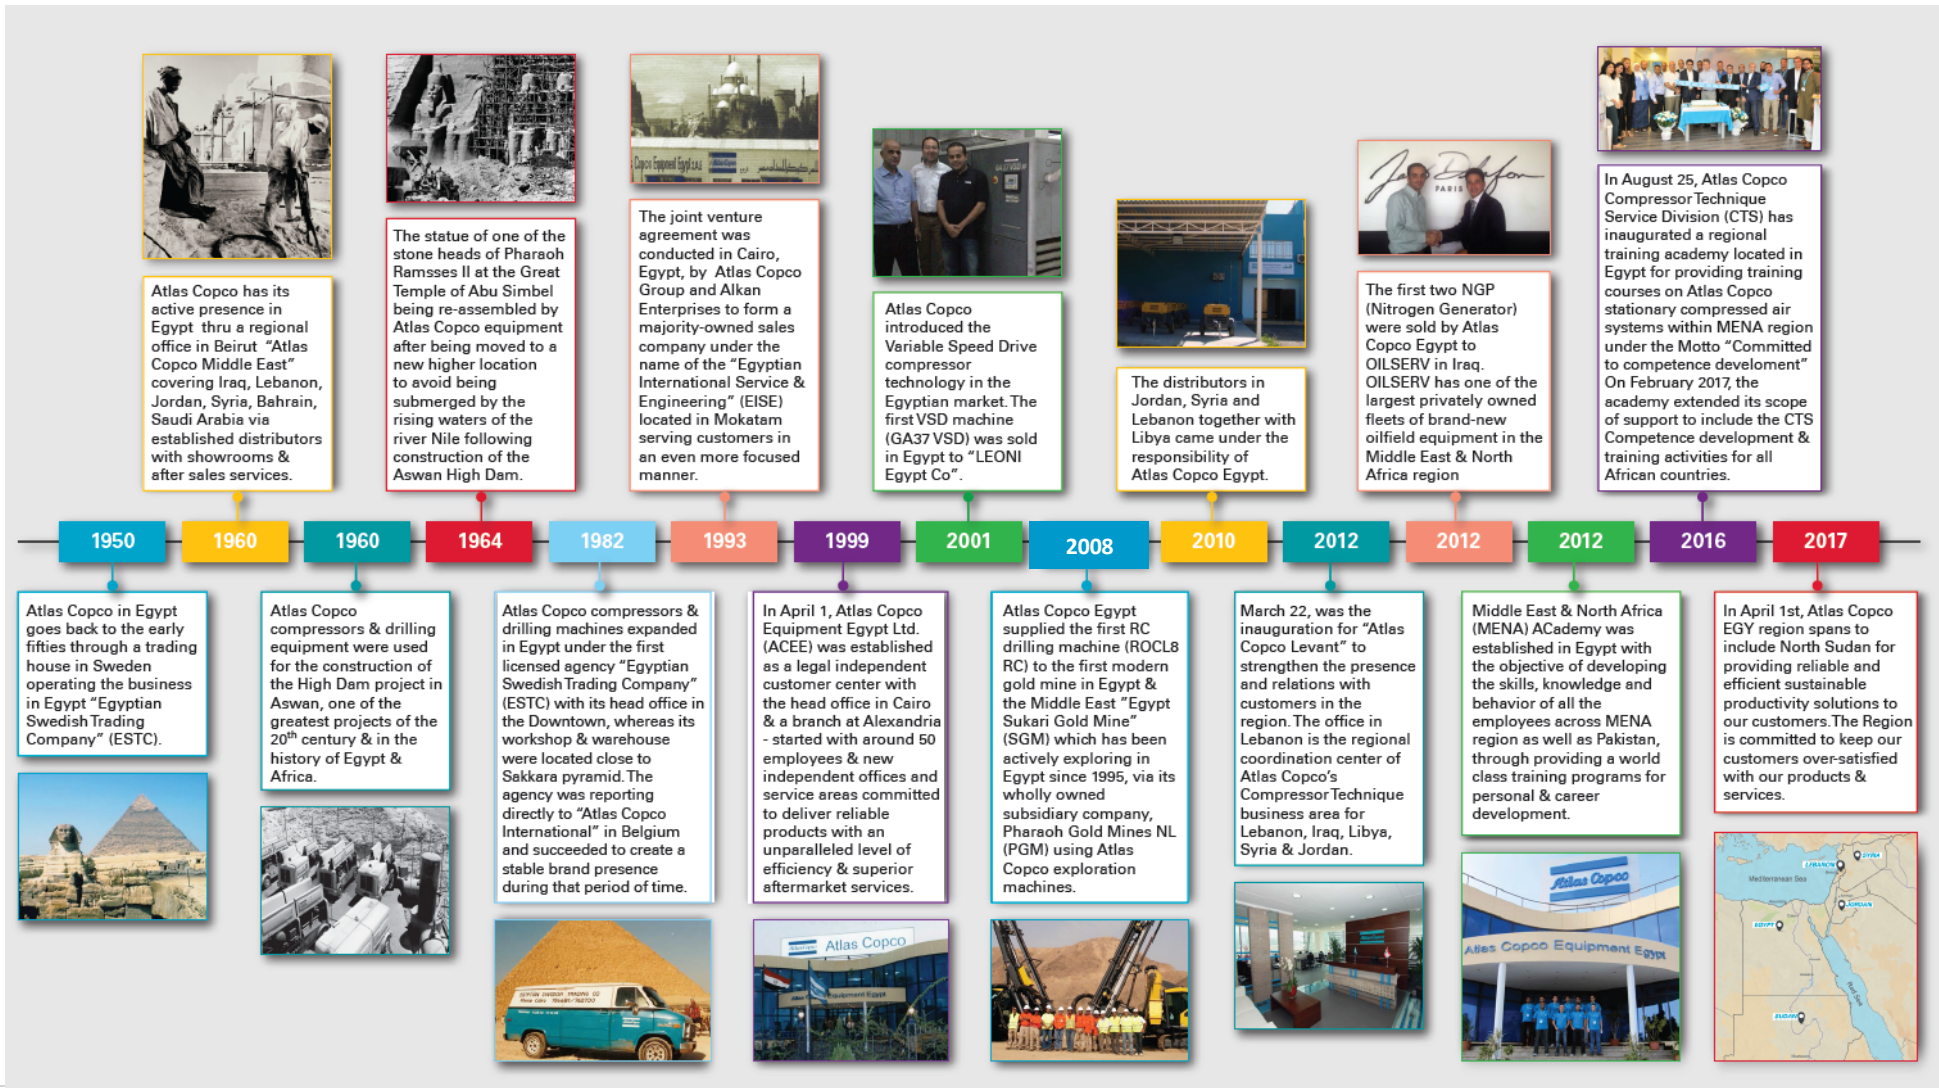 Atlas Copco has its
active presence in
Egypt thru a regional
office in Beirut "Atlas
Copco Middle East"
covering Iraq, Lebanon,
Jordan, Syria, Bahrain,
Saudi Arabia via
established distributors
with showrooms &
after sales services.
The statue of one of the
stone heads of Pharaoh
Ramsses II at the Great
Temple of Abu Simbel
being re-assembled by
Atlas Copco equipment
after being moved to a
new higher location
to avoid being
submerged by the
rising waters of the
river Nile following
construction of the
Aswan High Dam.
Copco Equipment Egypt S.A.E
The joint venture
agreement was
conducted in Cairo,
Egypt, by Atlas Copco
Group and Alkan
Enterprises to form a
majority-owned sales
company under the
name of the "Egyptian
International Service &
Engineering" (EISE)
located in Mokatam
serving customers in
an even more focused
manner.
Atlas Copco
introduced the
Variable Speed Drive
compressor
technology in the
Egyptian market. The
first VSD machine
(GA37 VSD) was sold
in Egypt to "LEONI
Egypt Co".
The distributors in
Jordan, Syria and
Lebanon together with
Libya came under the
responsibility of
Atlas Copco Egypt.
Jacob Delafon
PARIS
The first two NGP
(Nitrogen Generator)
were sold by Atlas
Copco Egypt to
OILSERV in Iraq.
OILSERV has one of the
largest privately owned
fleets of brand-new
oilfield equipment in the
Middle East & North
Africa region
In August 25, Atlas Copco
Compressor Technique
Service Division (CTS) has
inaugurated a regional
training academy located in
Egypt for providing training
courses on Atlas Copco
stationary compressed air
systems within MENA region
under the Motto "Committed
to competence develoment"
On February 2017, the
academy extended its scope
of support to include the CTS
Competence development &
training activities for all
African countries.
1950
1960
1960
1964
1982
1993
1999
2001
2008
2010
2012
2012
2012
2016
2017
Atlas Copco in Egypt
goes back to the early
fifties through a trading
house in Sweden
operating the business
in Egypt "Egyptian
Swedish Trading
Company" (ESTC).
Atlas Copco
compressors & drilling
equipment were used
for the construction of
the High Dam project in
Aswan, one of the
greatest projects of the
20th century & in the
history of Egypt &
Africa.
Atlas Copco compressors &
drilling machines expanded
in Egypt under the first
licensed agency "Egyptian
Swedish Trading Company"
(ESTC) with its head office in
the Downtown, whereas its
workshop & warehouse
were located close to
Sakkara pyramid. The
agency was reporting
directly to "Atlas Copco
International" in Belgium
and succeeded to create a
stable brand presence
during that period of time.
EGYPTIAN SWEDISH TRADING CO
In April 1, Atlas Copco
Equipment Egypt Ltd.
(ACEE) was established
as a legal independent
customer center with
the head office in Cairo
& a branch at Alexandria
- started with around 50
employees & new
independent offices and
service areas committed
to deliver reliable
products with an
unparalleled level of
efficiency & superior
aftermarket services.
Atlas Copco
Equipment Egypt
Atlas Copco Egypt
supplied the first RC
drilling machine (ROCL8
RC) to the first modern
gold mine in Egypt &
the Middle East "Egypt
Sukari Gold Mine"
(SGM) which has been
actively exploring in
Egypt since 1995, via its
wholly owned
subsidiary company,
Pharaoh Gold Mines NL
(PGM) using Atlas
Copco exploration
machines.
March 22, was the
inauguration for "Atlas
Copco Levant" to
strengthen the presence
and relations with
customers in the
region. The office in
Lebanon is the regional
coordination center of
Atlas Copco's
Compressor Technique
business area for
Lebanon, Iraq, Libya,
Syria & Jordan.
Middle East & North Africa
(MENA) ACademy was
established in Egypt with
the objective of developing
the skills, knowledge and
behavior of all the
employees across MENA
region as well as Pakistan,
through providing a world
class training programs for
personal & career
development.
Atlas Copco
Atlas Copco Equipment Egypt
In April 1st, Atlas Copco
EGY region spans to
include North Sudan for
providing reliable and
efficient sustainable
productivity solutions to
our customers. The Region
is committed to keep our
customers over-satisfied
with our products &
services.
SYRIA
LEBANON
Mediterranean Sea
JORDAN
EGYPT
Red Sea
SUDAN